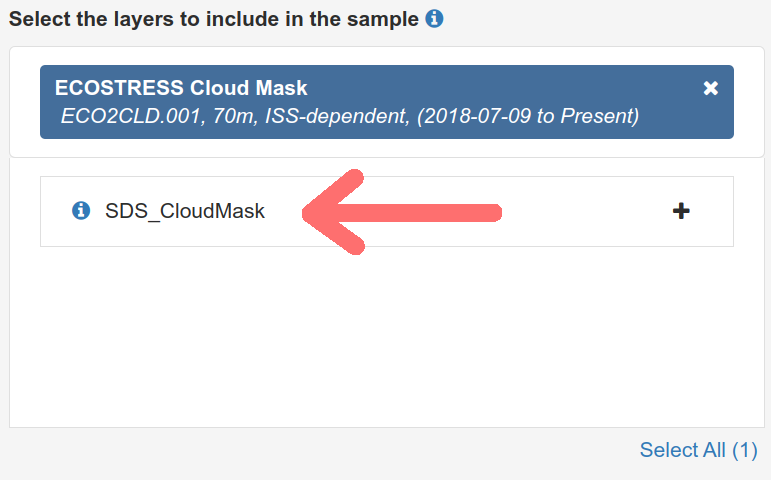 Select the layers to include in the sample
ECOSTRESS Cloud Mask
ECO2CLD.001, 70m, ISS-dependent, (2018-07-09 to Present)
SDS_CloudMask
Select All (1)